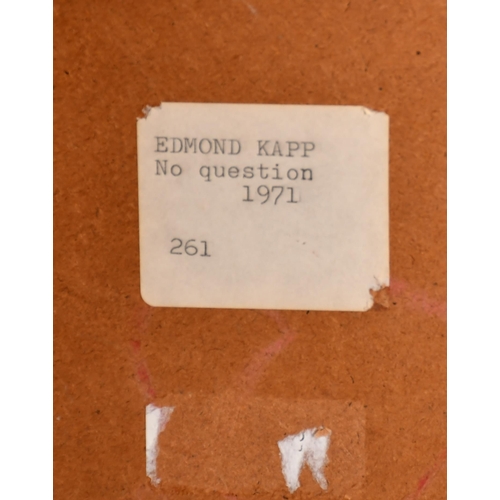 EDMOND KAPP
No question
1971
261